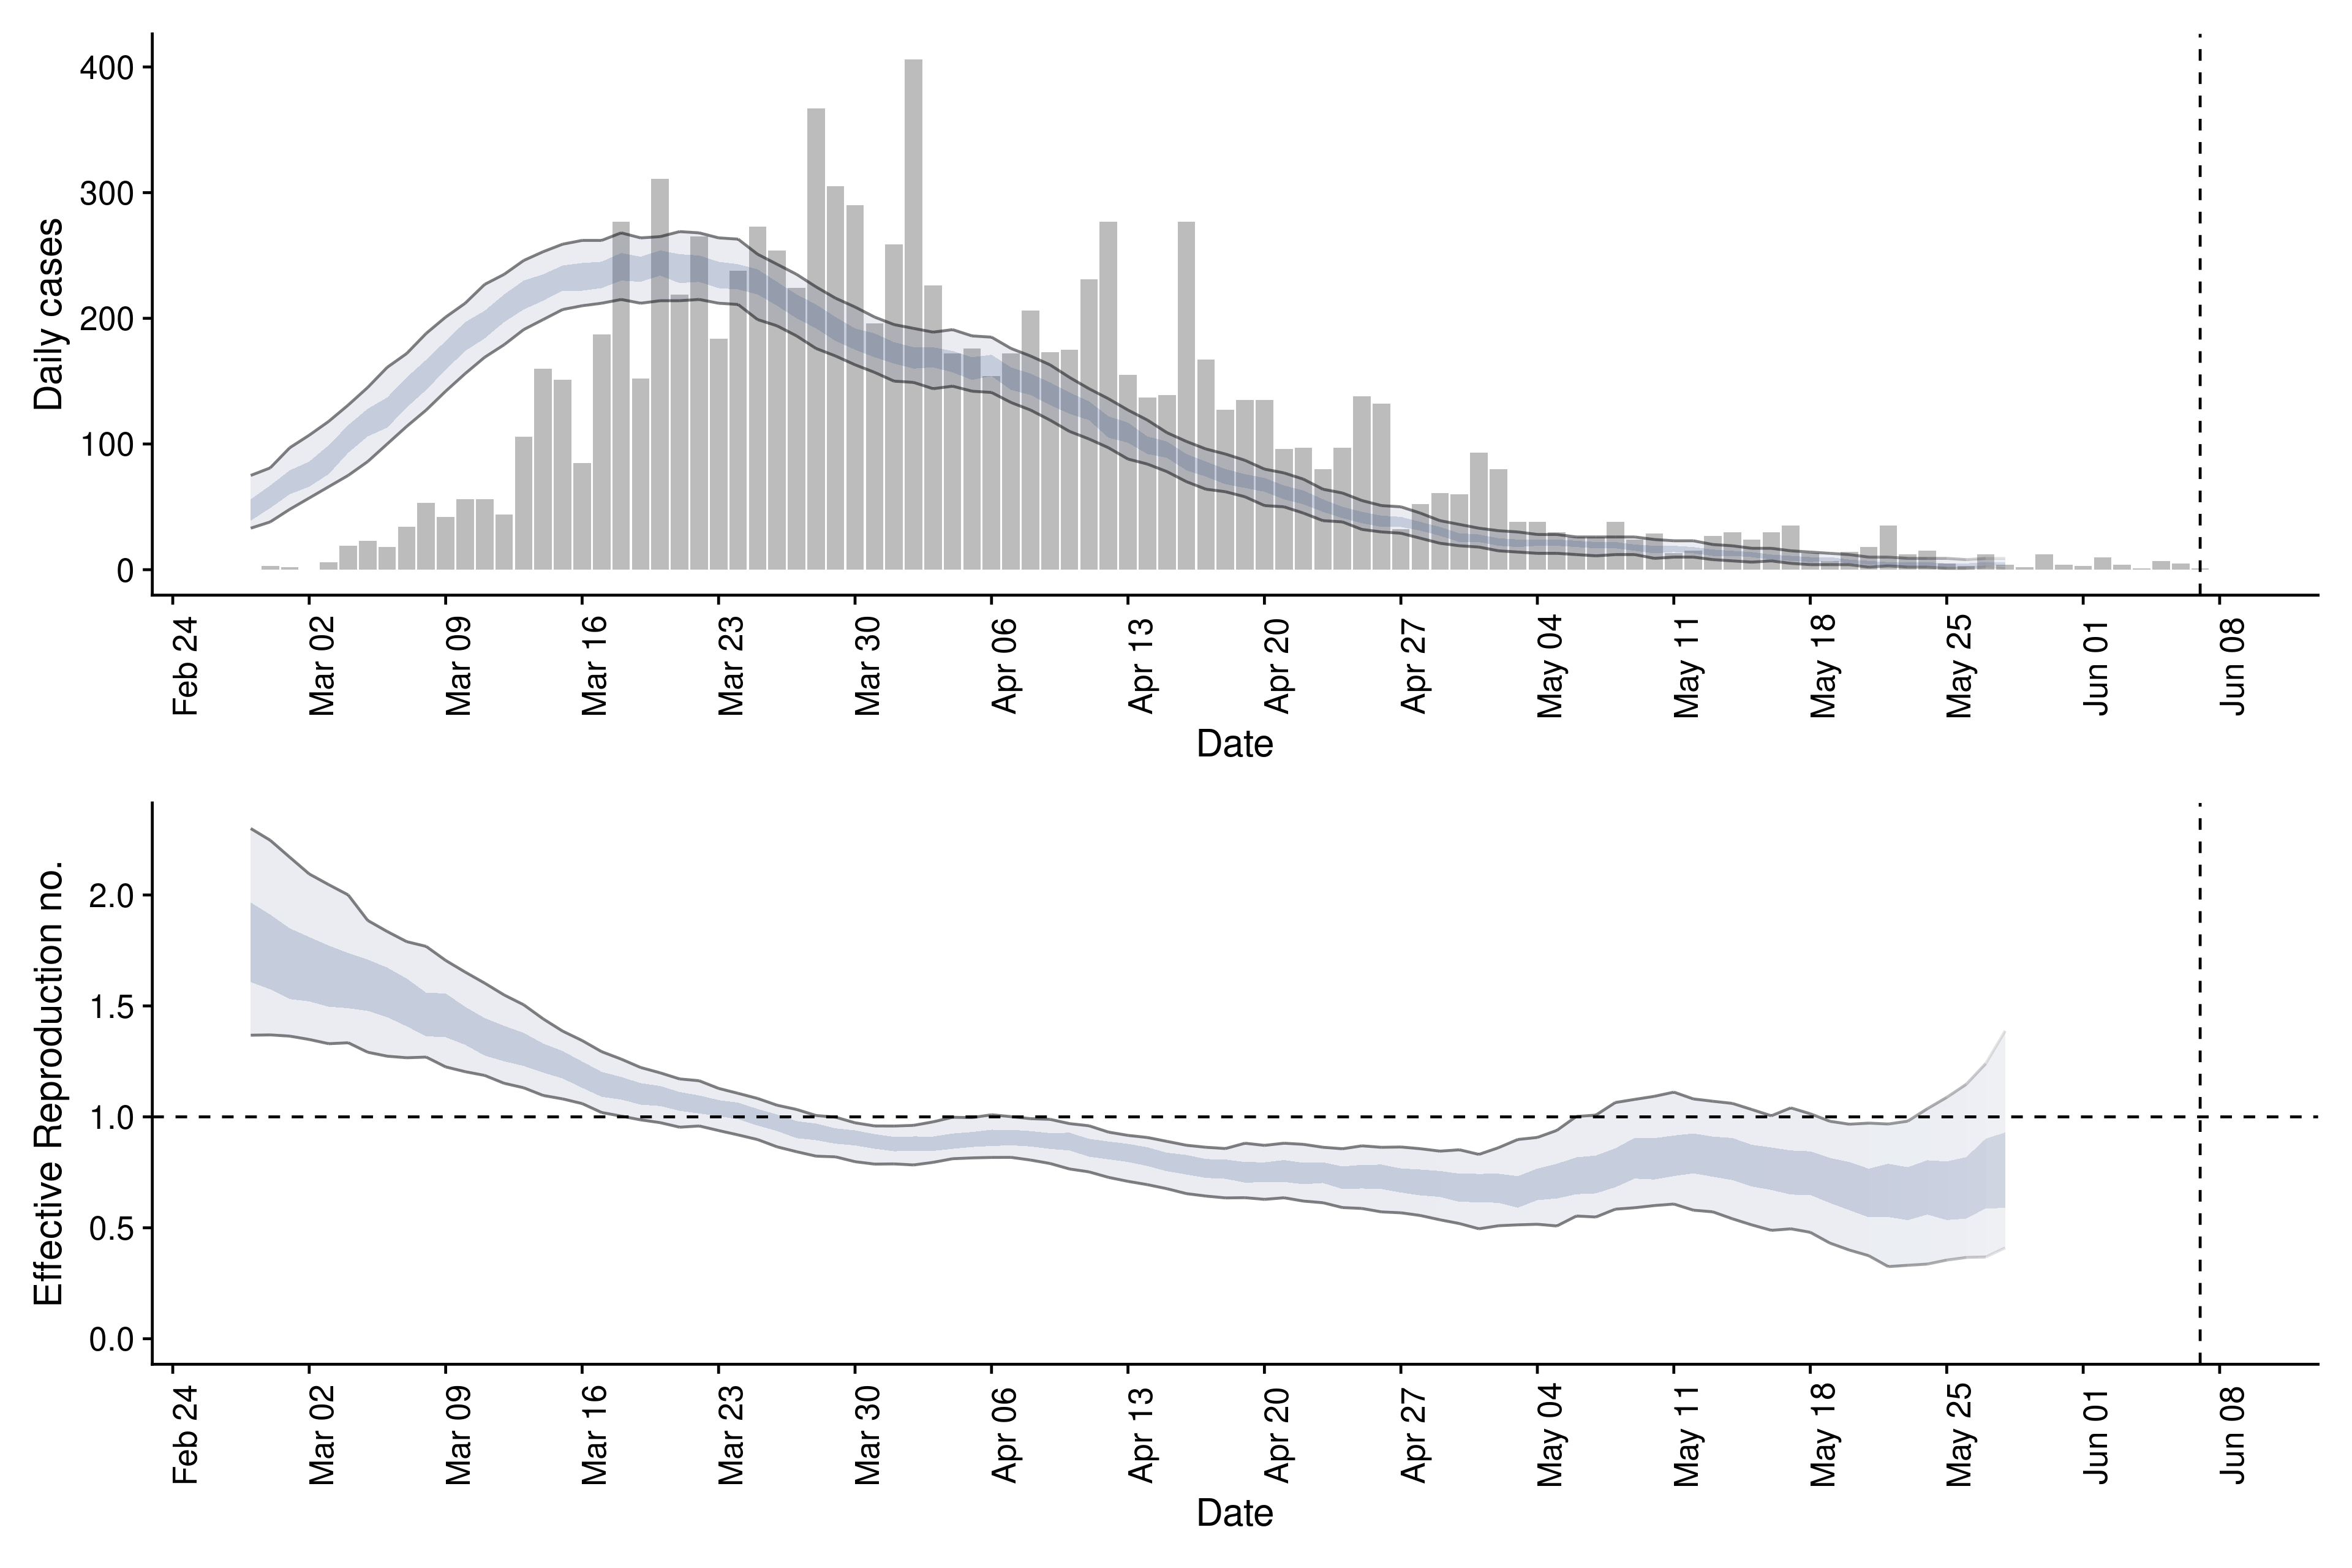 400
300
200
100
0
Daily cases
Feb 24
Mar 02
Mar 09
Mar 16
Mar 23
Mar 30
Apr 06
Apr 13
Apr 20
Apr 27
May 04
May 11
May 18
May 25
Jun 01
Jun 08
Date
2.0
1.5
1.0
0.5
0.0
Effective Reproduction no.
Feb 24
Mar 02
Mar 09
Mar 16
Mar 23
Mar 30
Apr 06
Apr 13
Apr 20
Apr 27
May 04
May 11
May 18
May 25
Jun 01
Jun 08
Date